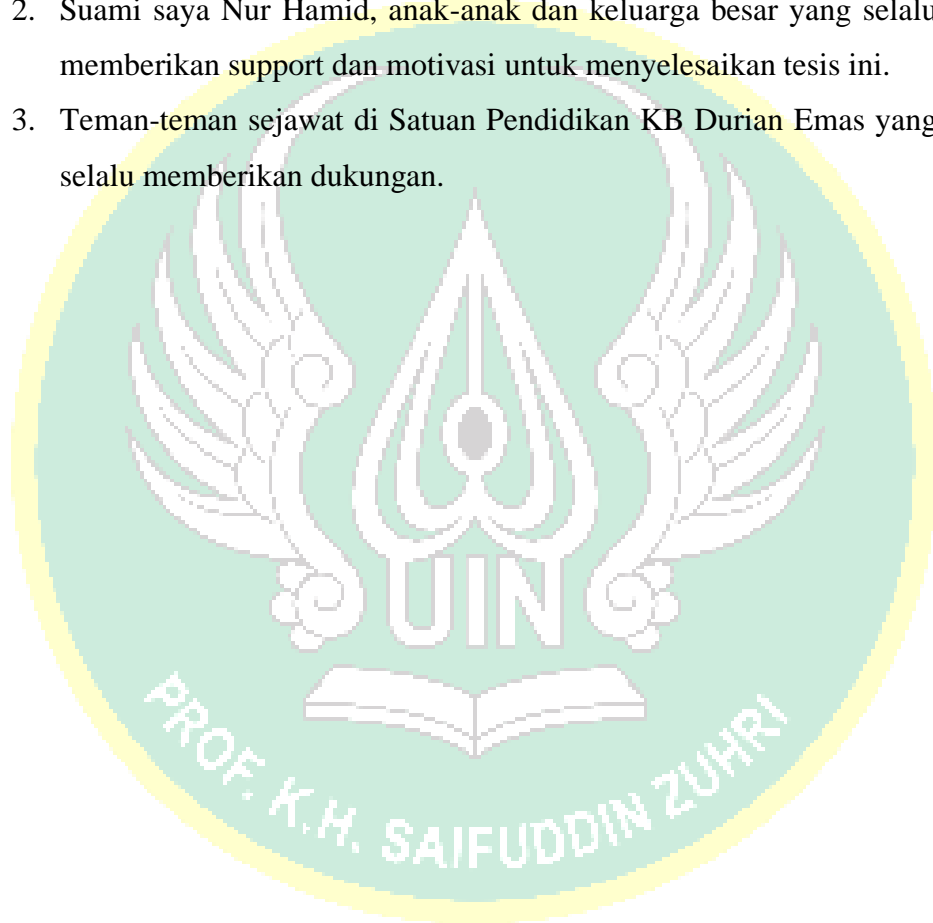 2. Suami saya Nur Hamid, anak-anak dan keluarga besar yang selalu
memberikan support dan motivasi untuk menyelesaikan tesis ini.
3. Teman-teman sejawat di Satuan Pendidikan KB Durian Emas yang
selalu memberikan dukungan.
UIN
PROF. K.H. SAIFUDDIN ZUHRI